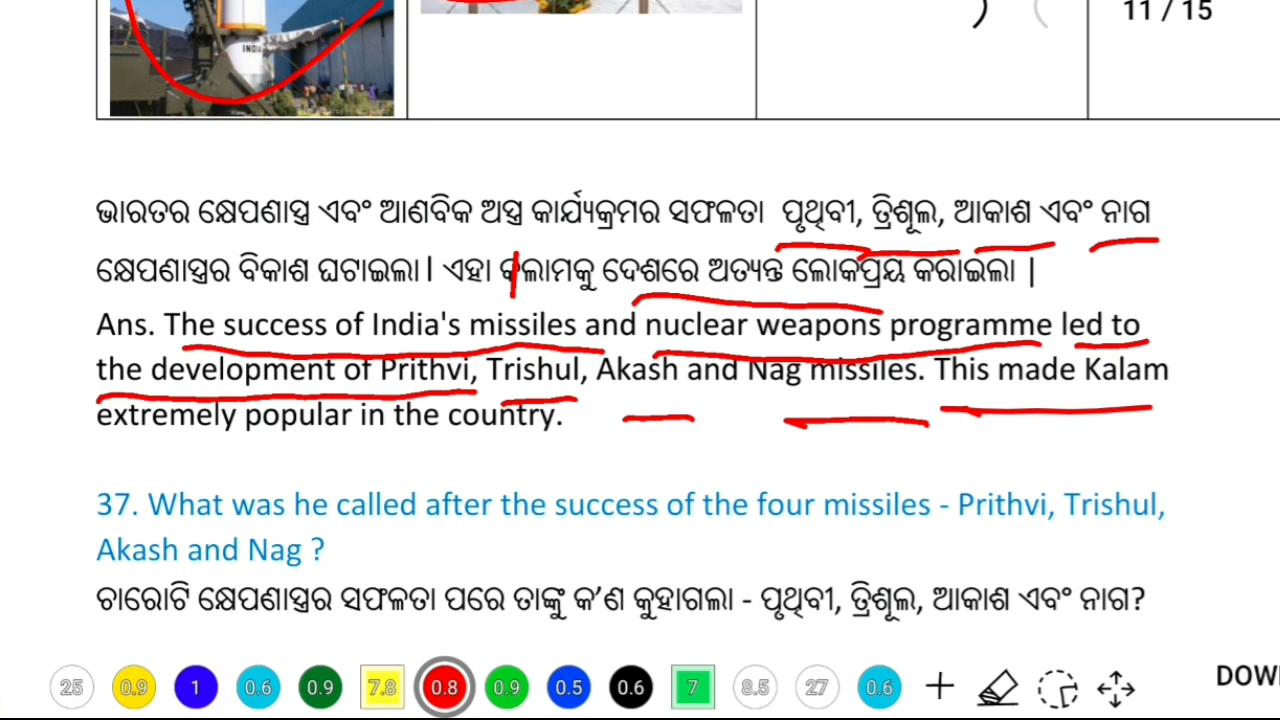 INDIA
11 / 15
ଭାରତର କ୍ଷେପଣାସ୍ତ୍ର ଏବଂ ଆଣବିକ ଅସ୍ତ୍ର କାର୍ଯ୍ୟକ୍ରମର ସଫଳତା ପୃଥିବୀ, ତ୍ରିଶୂଲ, ଆକାଶ ଏବଂ ନାଗ
କ୍ଷେପଣାସ୍ତ୍ରର ବିକାଶ ଘଟାଇଲା। ଏହା କଲାମକୁ ଦେଶରେ ଅତ୍ୟନ୍ତ ଲୋକପ୍ରିୟ କରାଇଲା |
Ans. The success of India's missiles and nuclear weapons programme led to
the development of Prithvi, Trishul, Akash and Nag missiles. This made Kalam
extremely popular in the country.
37. What was he called after the success of the four missiles - Prithvi, Trishul,
Akash and Nag ?
ଚାରୋଟି କ୍ଷେପଣାସ୍ତ୍ରର ସଫଳତା ପରେ ତାଙ୍କୁ କ'ଣ କୁହାଗଲା - ପୃଥିବୀ, ତ୍ରିଶୂଲ, ଆକାଶ ଏବଂ ନାଗ?
25 0.9 1 0.6 0.9 7.8 0.8 0.9 0.5 0.6 7 8.5 27 0.6